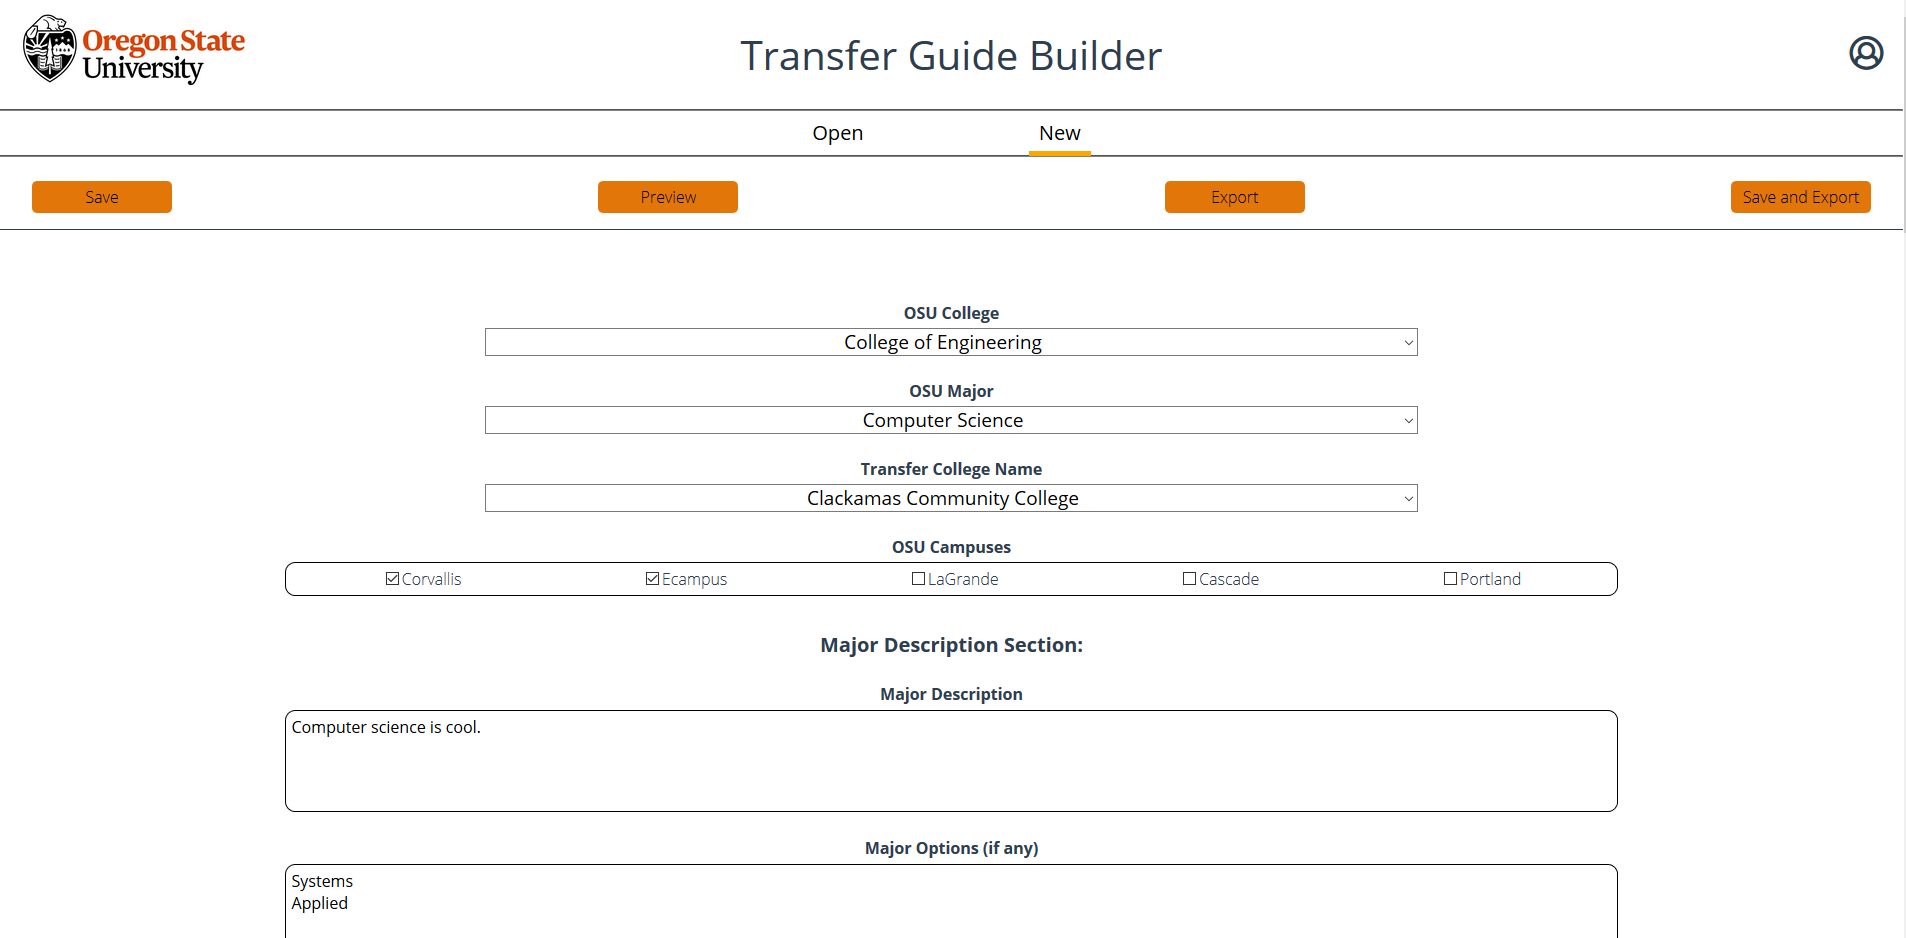 Oregon State
University
Transfer Guide Builder
Open New
Save Preview Export Save and Export
OSU College
College of Engineering
OSU Major
Computer Science
Transfer College Name
Clackamas Community College
OSU Campuses
Corvallis Ecampus LaGrande Cascade Portland
Major Description Section:
Major Description
Computer science is cool.
Major Options (if any)
Systems
Applied